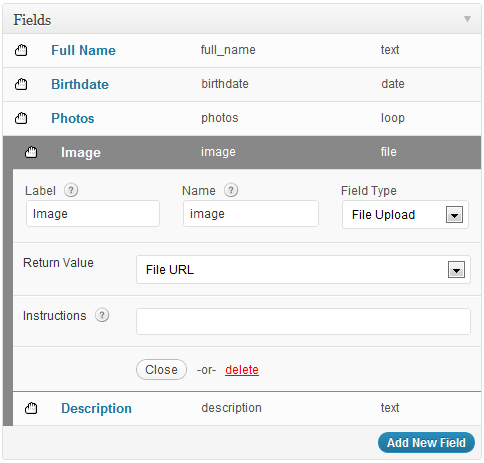 Fields
Full Name full_name text
Birthdate birthdate date
Photos photos loop
Image image file
Label ? Name ? Field Type
Image image File Upload
Return Value File URL
Instructions ?
Close -or- delete
Description description text
Add New Field